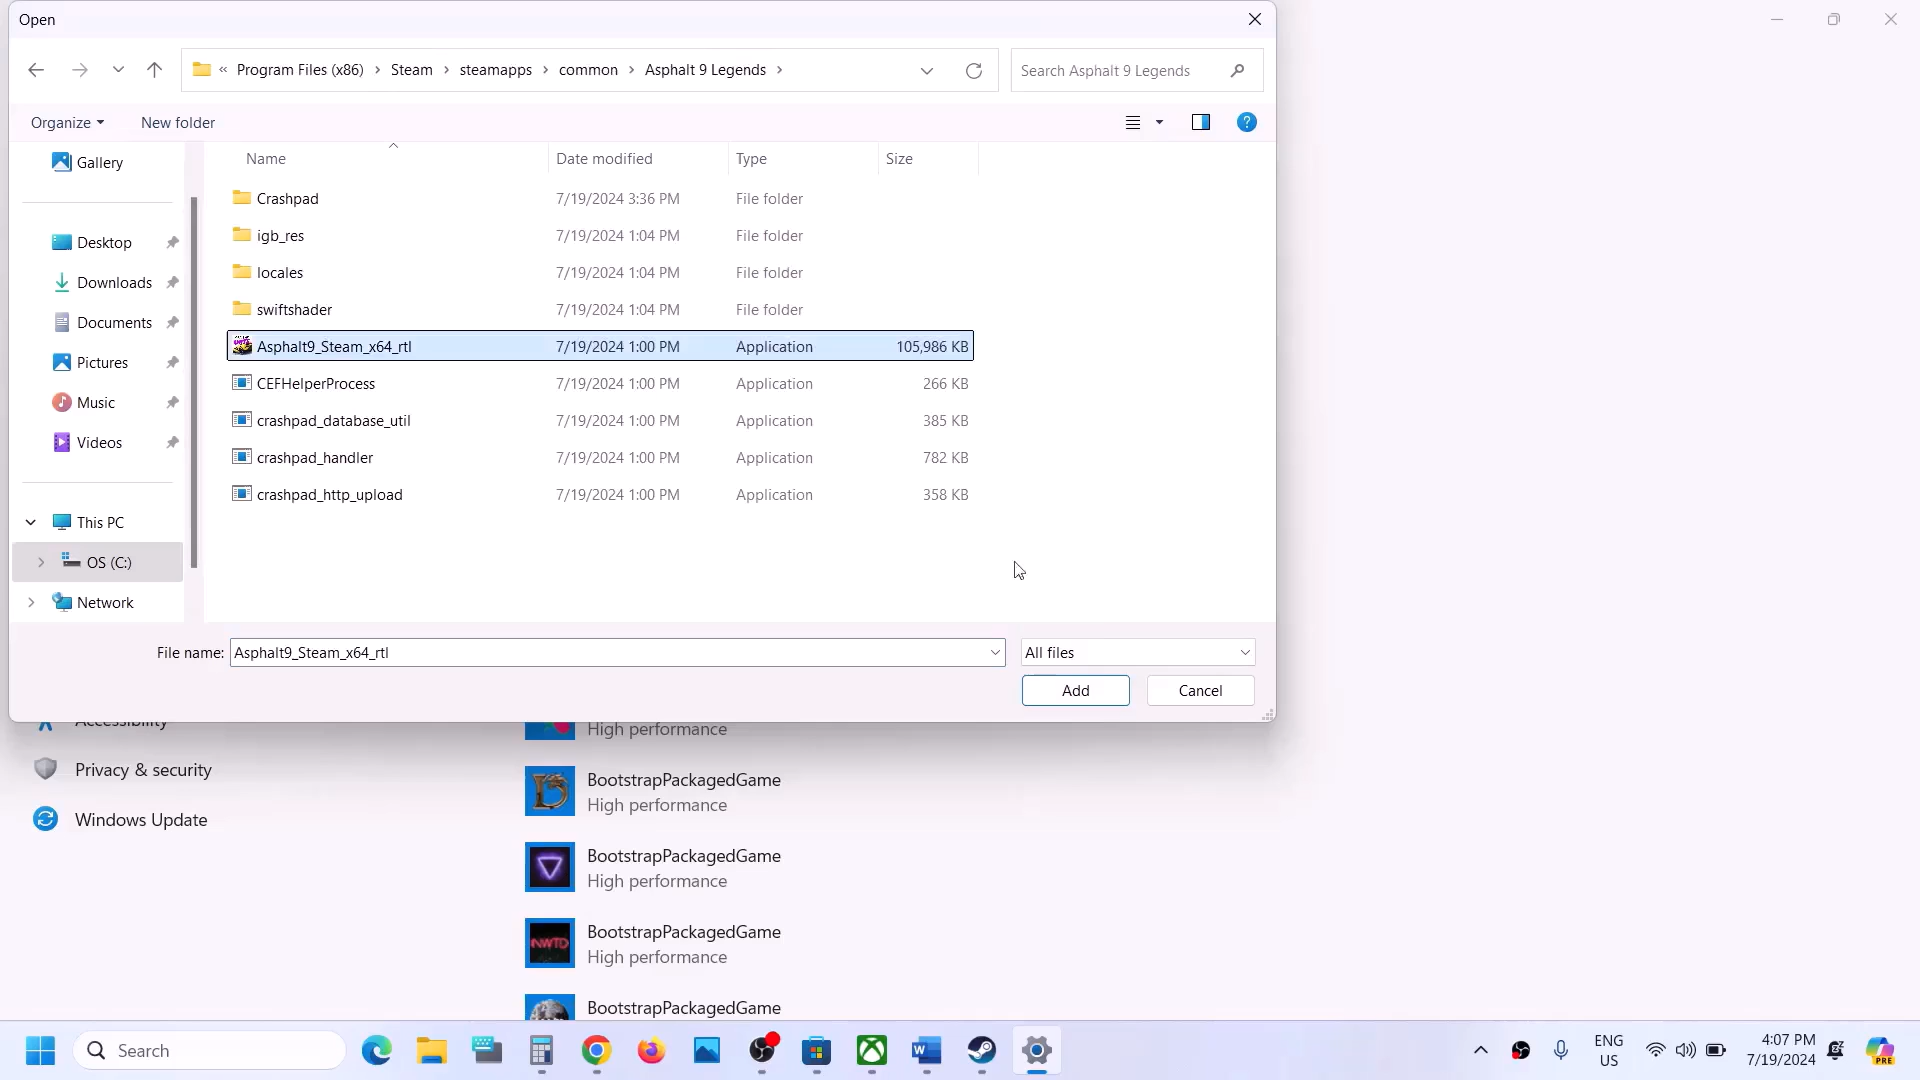 Open
« Program Files (x86) › Steam › steamapps › common › Asphalt 9 Legends ›
Search Asphalt 9 Legends
Organize
New folder
?
Gallery
Desktop
Downloads
Documents
Pictures
Music
Videos
This PC
OS (C:)
Network
Name Date modified Type Size
Crashpad 7/19/2024 3:36 PM File folder
igb_res 7/19/2024 1:04 PM File folder
locales 7/19/2024 1:04 PM File folder
swiftshader 7/19/2024 1:04 PM File folder
Asphalt9_Steam_x64_rtl 7/19/2024 1:00 PM Application 105,986 KB
CEFHelperProcess 7/19/2024 1:00 PM Application 266 KB
crashpad_database_util 7/19/2024 1:00 PM Application 385 KB
crashpad_handler 7/19/2024 1:00 PM Application 782 KB
crashpad_http_upload 7/19/2024 1:00 PM Application 358 KB
File name: Asphalt9_Steam_x64_rtl
All files
Add
Cancel
Accessibility
Privacy & security
Windows Update
High performance
BootstrapPackagedGame
High performance
BootstrapPackagedGame
High performance
NWTD
BootstrapPackagedGame
High performance
BootstrapPackagedGame
Search
W
ENG
US
4:07 PM
7/19/2024
PRE